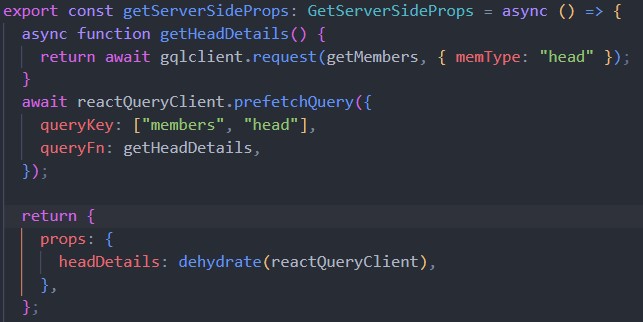 export const getServerSideProps: GetServerSideProps = async () => {
  async function getHeadDetails() {
    return await gqlclient.request(getMembers, { memType: "head" });
  }
  await reactQueryClient.prefetchQuery({
    queryKey: ["members", "head"],
    queryFn: getHeadDetails,
  });
  return {
    props: {
      headDetails: dehydrate(reactQueryClient),
    },
  };